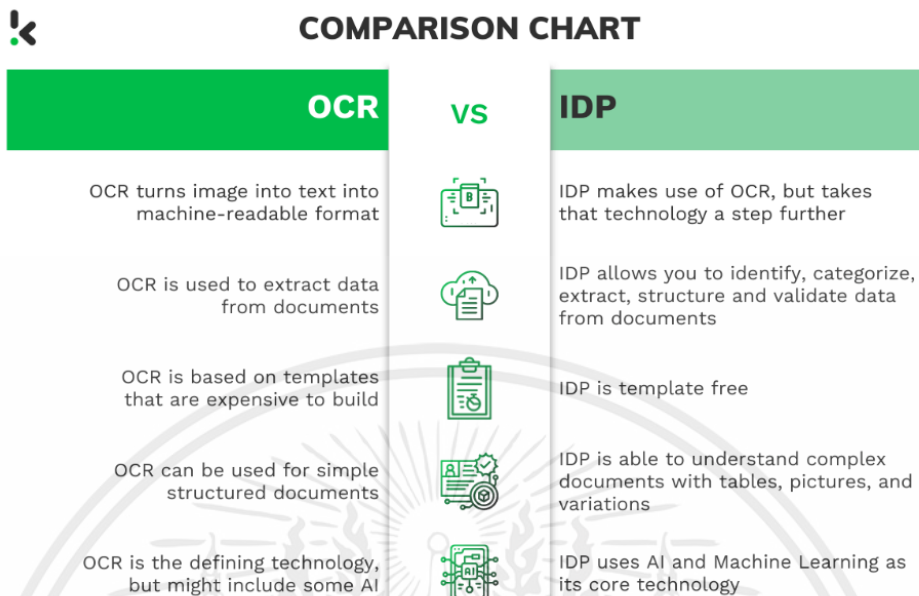 COMPARISON CHART
OCR
VS
IDP
OCR turns image into text into
machine-readable format
B
IDP makes use of OCR, but takes
that technology a step further
OCR is used to extract data
from documents
IDP allows you to identify, categorize,
extract, structure and validate data
from documents
OCR is based on templates
that are expensive to build
IDP is template free
OCR can be used for simple
structured documents
IDP is able to understand complex
documents with tables, pictures, and
variations
OCR is the defining technology,
but might include some AI
AI
IDP uses AI and Machine Learning as
its core technology